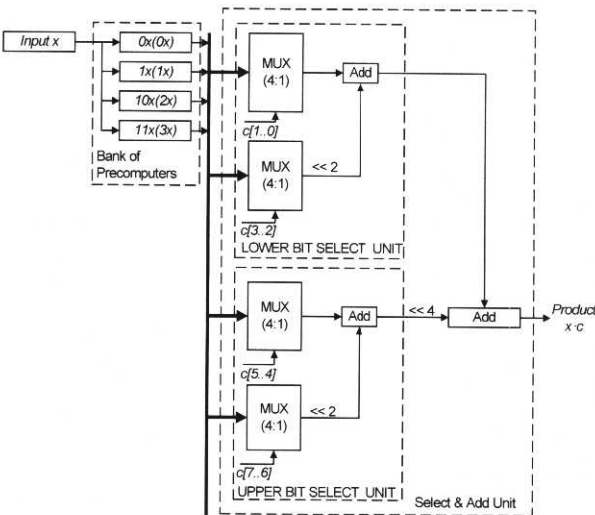 Input x
0x(0x)
1x(1x)
10x(2x)
11x(3x)
Bank of
Precomputers
MUX
(4:1)
Add
c[1..0]
MUX
(4:1)
<< 2
c[3..2]
LOWER BIT SELECT UNIT
MUX
(4:1)
Add
<< 4
Add
Product
x·c
c[5..4]
MUX
(4:1)
<< 2
c[7..6]
UPPER BIT SELECT UNIT
Select & Add Unit